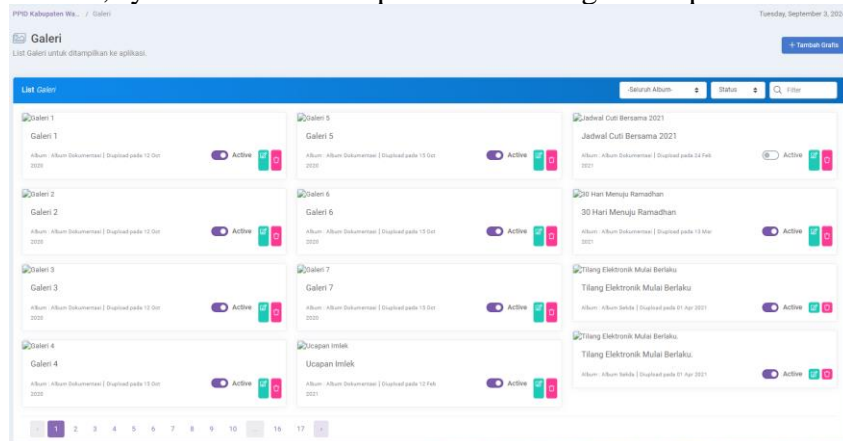 PPID Kabupaten Wa... / Galeri
Tuesday, September 3, 202
Galeri
List Galeri untuk ditampilkan ke aplikasi.
+ Tambah Grafis
List Galeri
-Seluruh Album-
Status
Filter
Galeri 1
Galeri 1
Album : Album Dokumentasi | Diupload pada 12 Oct
2020
Active
Galeri 5
Galeri 5
Album : Album Dokumentasi | Diupload pada 15 Oct
2020
Active
Jadwal Cuti Bersama 2021
Jadwal Cuti Bersama 2021
Album : Album Dokumentasi | Diupload pada 24 Feb
2021
Active
Galeri 2
Galeri 2
Album : Album Dokumentasi | Diupload pada 12 Oct
2020
Active
Galeri 6
Galeri 6
Album : Album Dokumentasi | Diupload pada 15 Oct
2020
Active
30 Hari Menuju Ramadhan
30 Hari Menuju Ramadhan
Album : Album Dokumentasi | Diupload pada 13 Mar
2021
Active
Galeri 3
Galeri 3
Album : Album Dokumentasi | Diupload pada 12 Oct
2020
Active
Galeri 7
Galeri 7
Album : Album Dokumentasi | Diupload pada 15 Oct
2020
Active
Tilang Elektronik Mulai Berlaku
Tilang Elektronik Mulai Berlaku
Album : Album Sekda | Diupload pada 01 Apr 2021
Active
Galeri 4
Galeri 4
Album : Album Dokumentasi | Diupload pada 15 Oct
2020
Active
Ucapan Imlek
Ucapan Imlek
Album : Album Dokumentasi | Diupload pada 12 Feb
2021
Active
Tilang Elektronik Mulai Berlaku.
Tilang Elektronik Mulai Berlaku.
Album : Album Sekda | Diupload pada 01 Apr 2021
Active
‹ 1 2 3 4 5 6 7 8 9 10 ... 16 17 ›